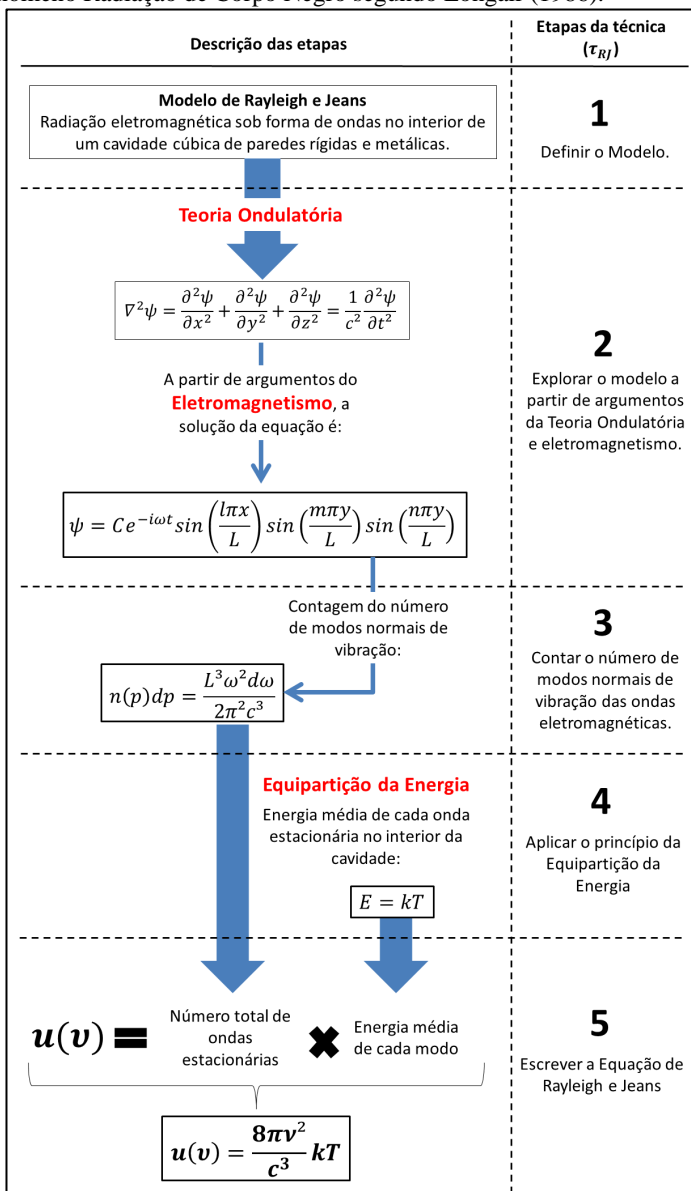 Descrição das etapas
Etapas da técnica
(τ_RJ)
Modelo de Rayleigh e Jeans
Radiação eletromagnética sob forma de ondas no interior de
um cavidade cúbica de paredes rígidas e metálicas.
1
Definir o Modelo.
Teoria Ondulatória
∇²ψ = ∂²ψ/∂x² + ∂²ψ/∂y² + ∂²ψ/∂z² = 1/c² ∂²ψ/∂t²
A partir de argumentos do
Eletromagnetismo, a
solução da equação é:
ψ = Ce^{-iωt} sin(lπx/L) sin(mπy/L) sin(nπy/L)
2
Explorar o modelo a
partir de argumentos
da Teoria Ondulatória
e eletromagnetismo.
Contagem do número
de modos normais de
vibração:
n(p)dp = L³ω²dω/2π²c³
3
Contar o número de
modos normais de
vibração das ondas
eletromagnéticas.
Equipartição da Energia
Energia média de cada onda
estacionária no interior da
cavidade:
E = kT
4
Aplicar o princípio da
Equipartição da
Energia
u(υ) =
Número total de
ondas
estacionárias
×
Energia média
de cada modo
u(υ) = 8πν²/c³ kT
5
Escrever a Equação de
Rayleigh e Jeans